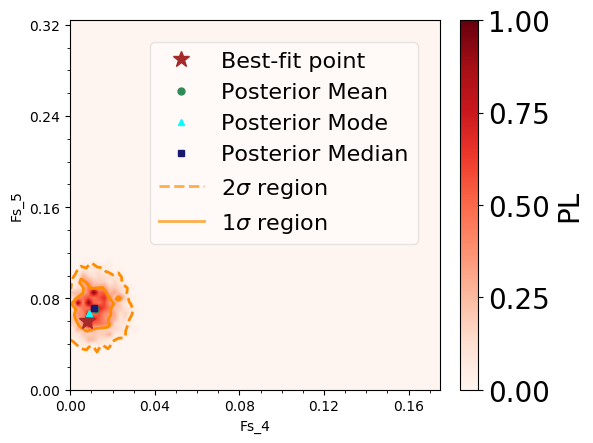 Best-fit point
Posterior Mean
Posterior Mode
Posterior Median
2σ region
1σ region
0.32
0.24
0.16
0.08
0.00
Fs_5
0.00
0.04
0.08
0.12
0.16
Fs_4
1.00
0.75
0.50
0.25
0.00
PL